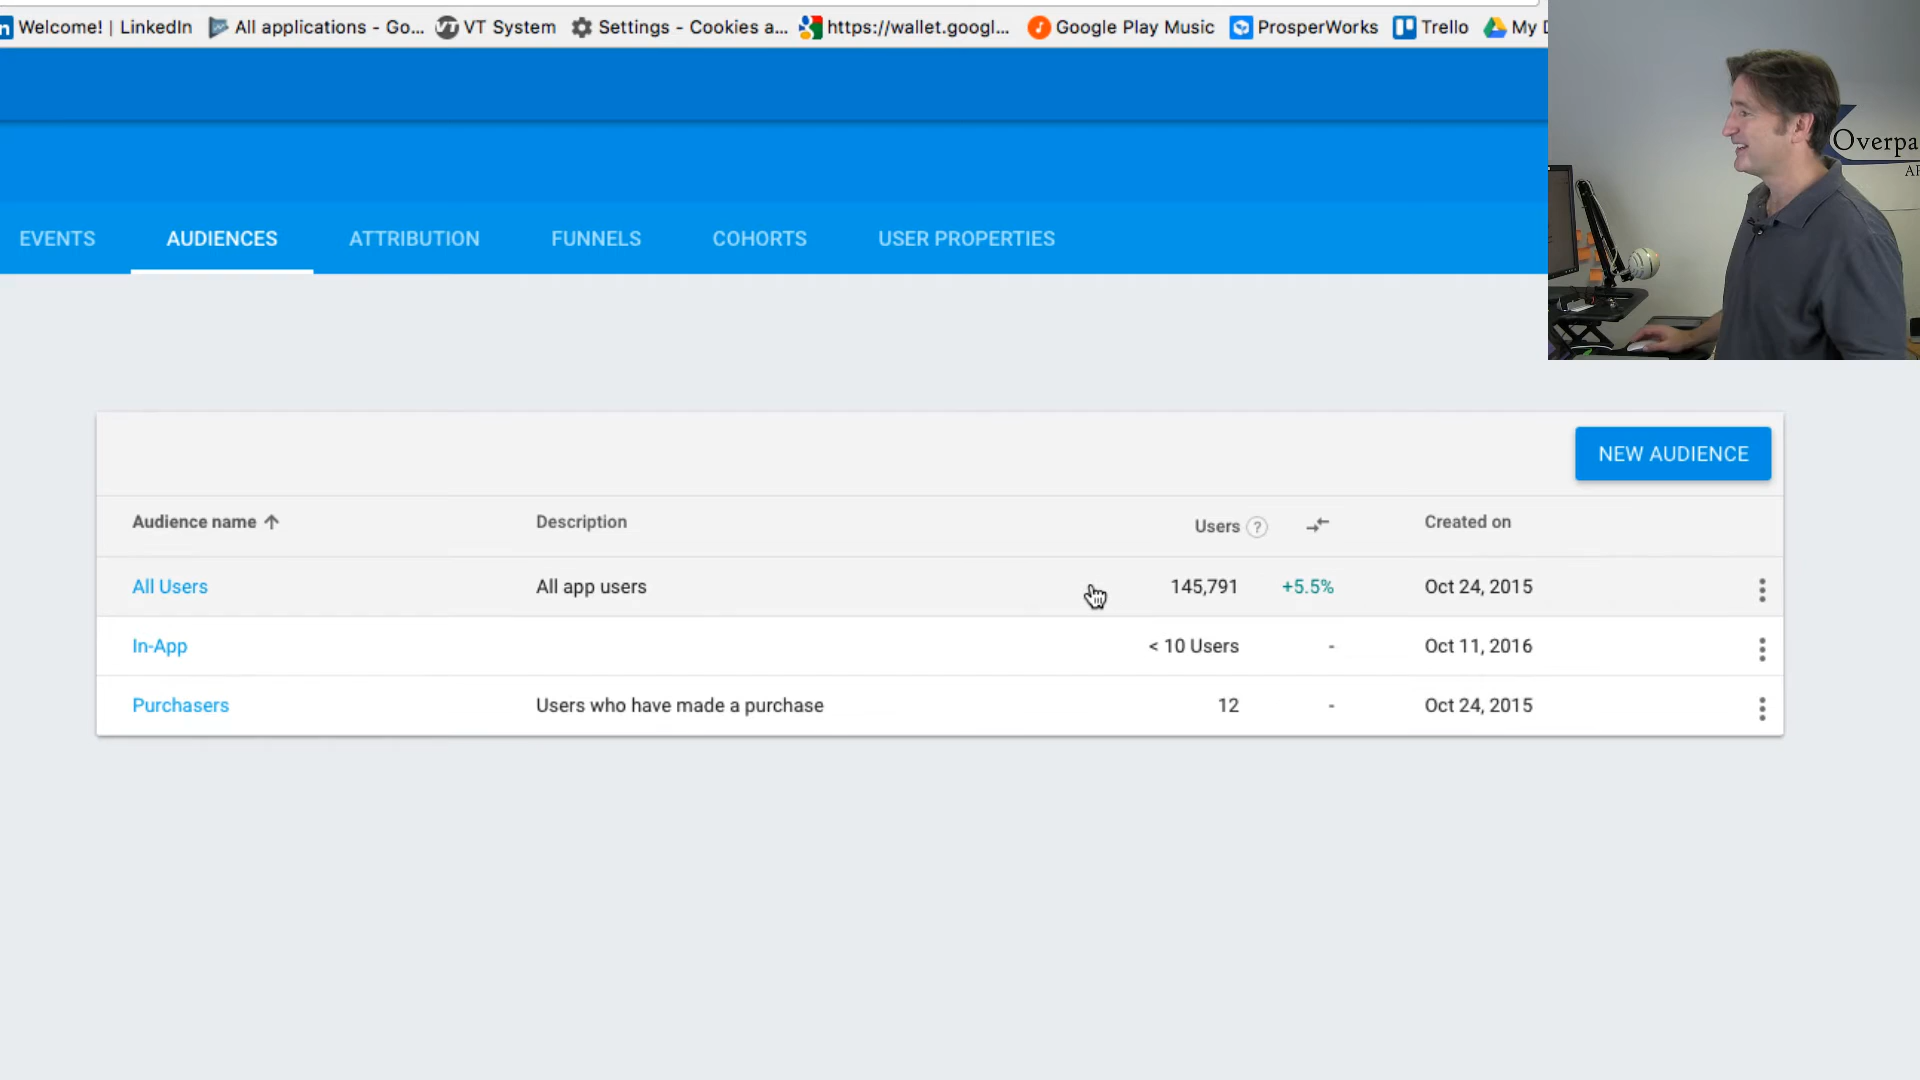 Welcome! | LinkedIn All applications - Go... VT System Settings - Cookies a... https://wallet.googl... Google Play Music ProsperWorks Trello My D
Overpa
AP
EVENTS AUDIENCES ATTRIBUTION FUNNELS COHORTS USER PROPERTIES
NEW AUDIENCE
Audience name Description Users ? Created on
All Users All app users 145,791 +5.5% Oct 24, 2015
In-App < 10 Users - Oct 11, 2016
Purchasers Users who have made a purchase 12 - Oct 24, 2015